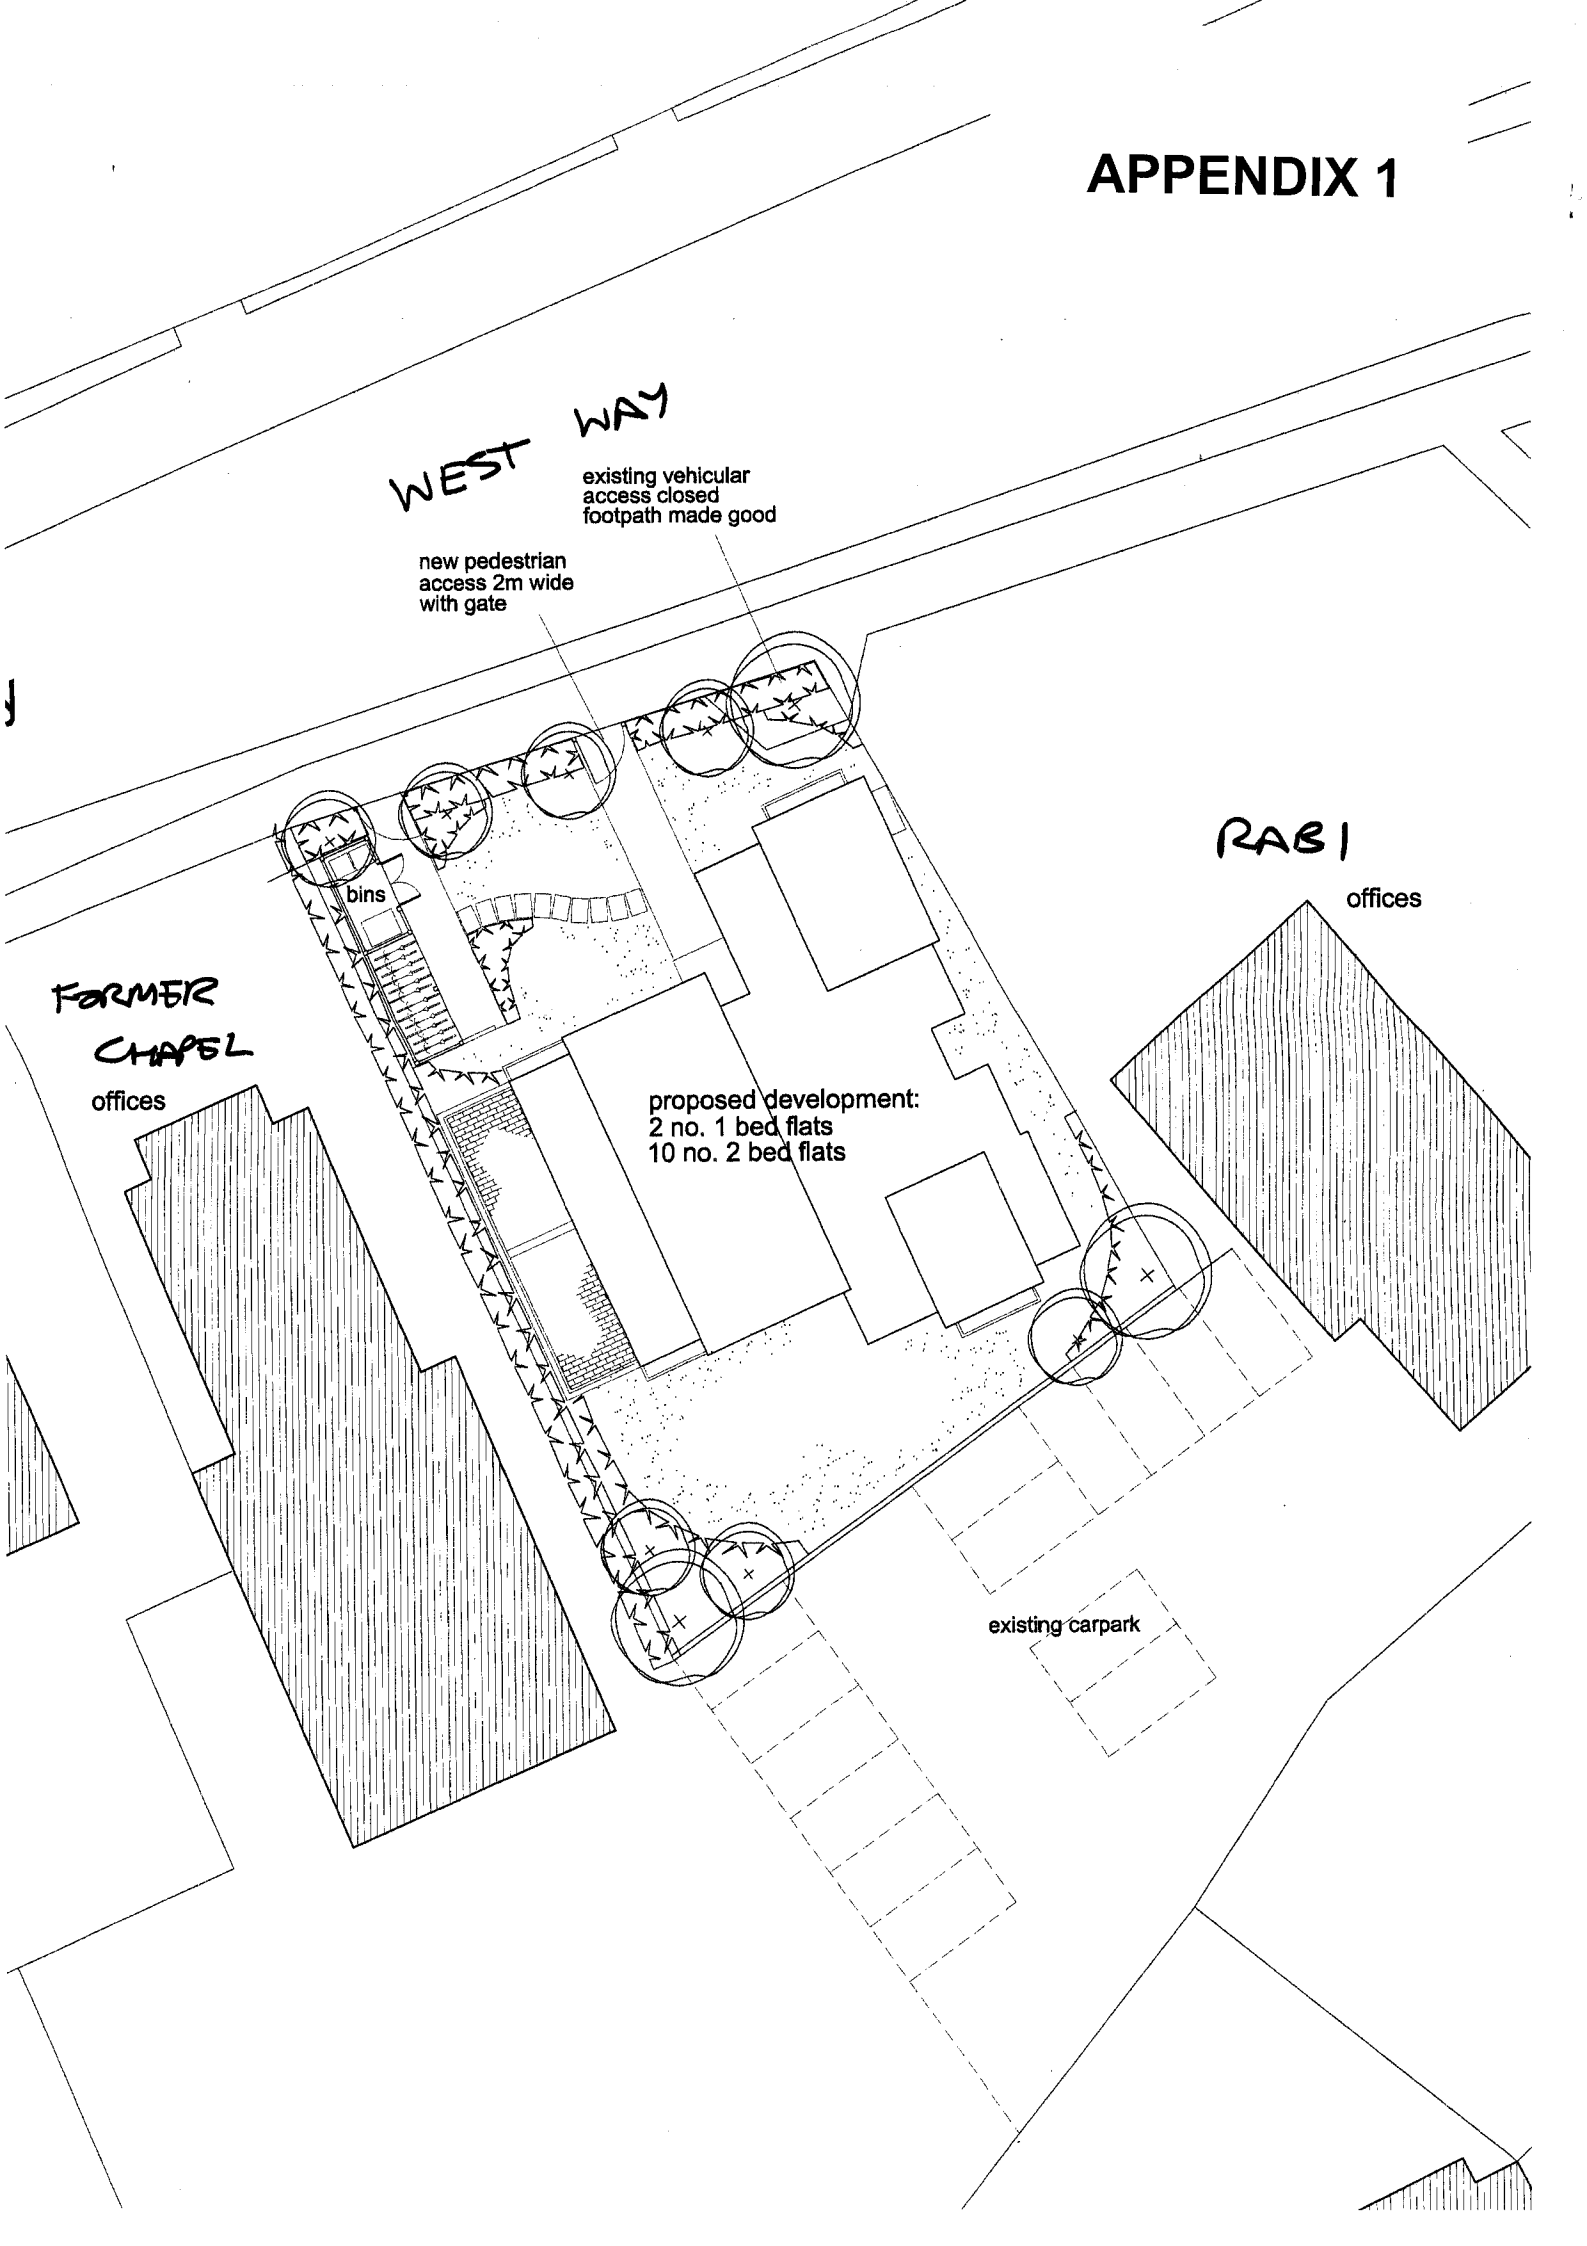 APPENDIX 1
WEST WAY
existing vehicular
access closed
footpath made good
new pedestrian
access 2m wide
with gate
bins
RABI
offices
FORMER
CHAPEL
offices
proposed development:
2 no. 1 bed flats
10 no. 2 bed flats
existing carpark